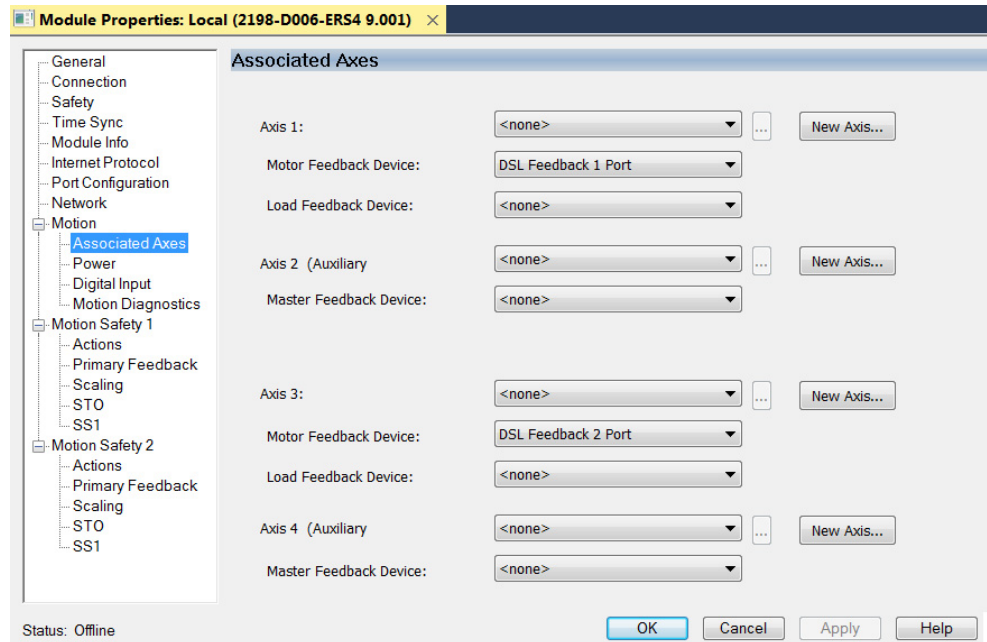 Module Properties: Local (2198-D006-ERS4 9.001) ×
General
Connection
Safety
Time Sync
Module Info
Internet Protocol
Port Configuration
Network
Motion
Associated Axes
Power
Digital Input
Motion Diagnostics
Motion Safety 1
Actions
Primary Feedback
Scaling
STO
SS1
Motion Safety 2
Actions
Primary Feedback
Scaling
STO
SS1
Associated Axes
Axis 1: <none> ... New Axis...
Motor Feedback Device: DSL Feedback 1 Port
Load Feedback Device: <none>
Axis 2 (Auxiliary <none> ... New Axis...
Master Feedback Device: <none>
Axis 3: <none> ... New Axis...
Motor Feedback Device: DSL Feedback 2 Port
Load Feedback Device: <none>
Axis 4 (Auxiliary <none> ... New Axis...
Master Feedback Device: <none>
Status: Offline OK Cancel Apply Help